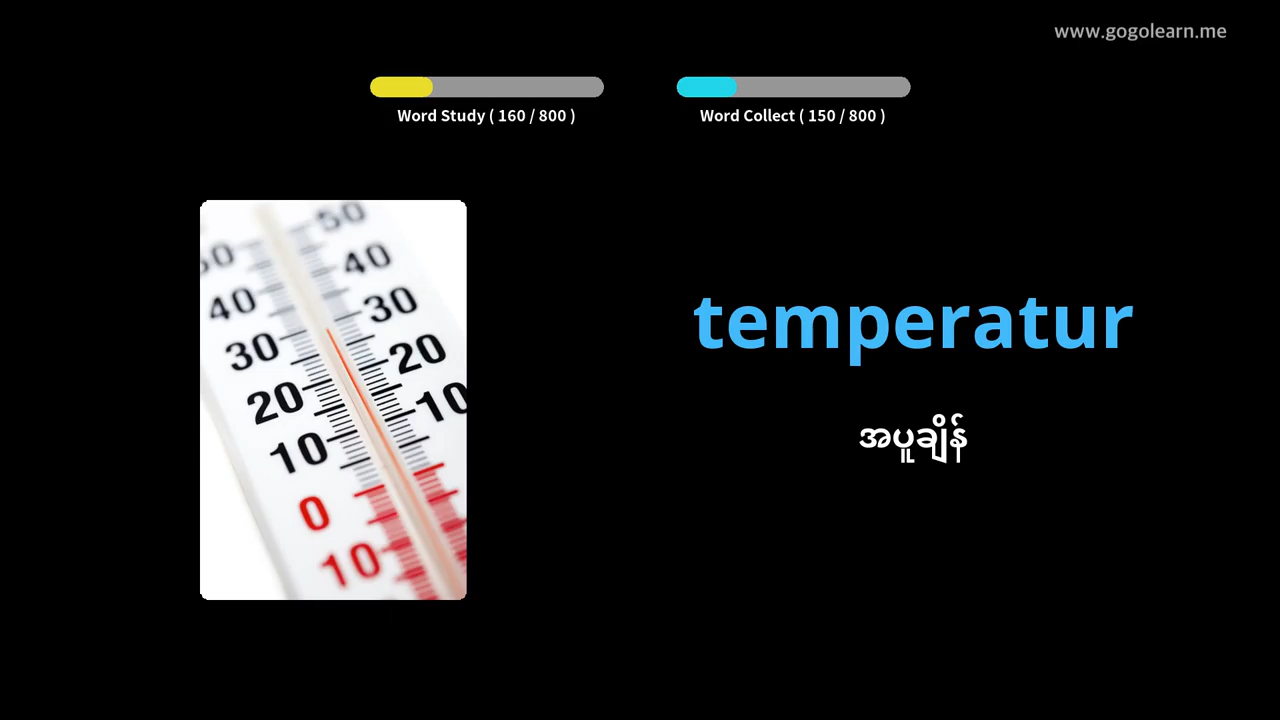 www.gogolearn.me
Word Study ( 160 / 800 )
Word Collect ( 150 / 800 )
50
50
40
40
30
30
20
20
10
10
0
10
temperatur
အပူချိန်